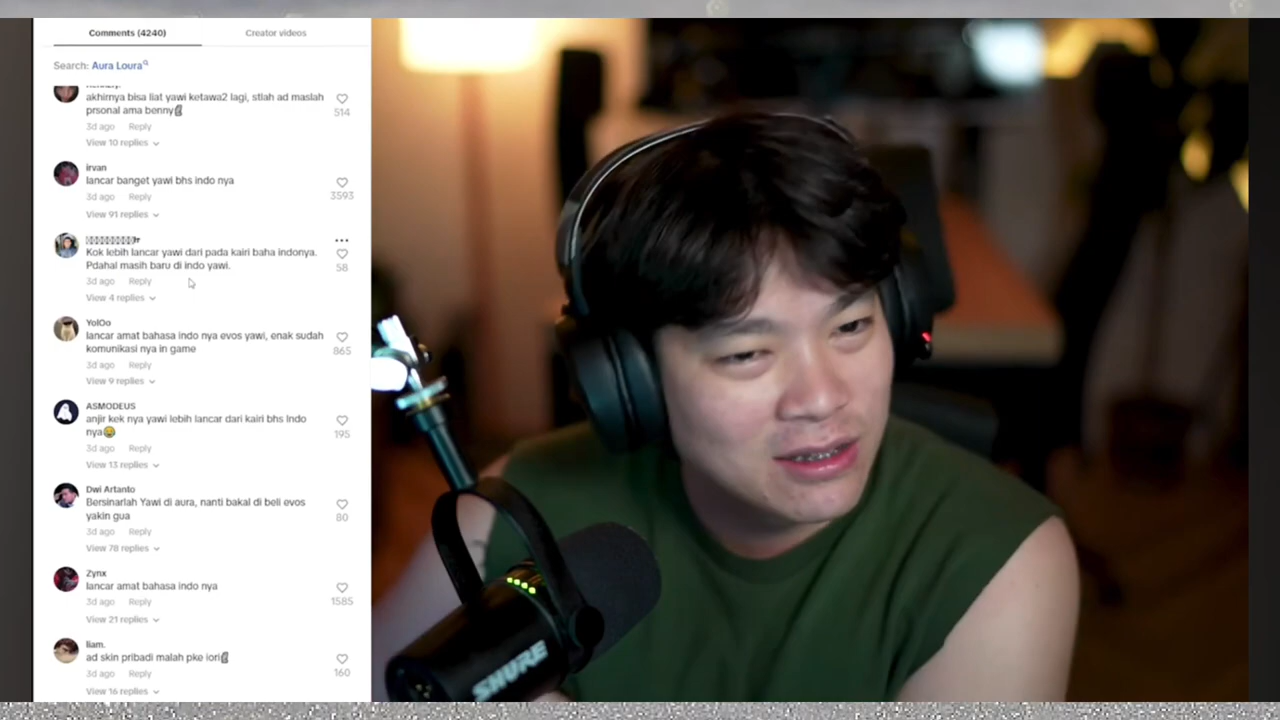 Comments (4240)
Creator videos
Search: Aura Loura
akhirnya bisa liat yawi ketawa2 lagi, stlah ad maslah
prsonal ama benny
514
3d ago Reply
View 10 replies
irvan
lancar banget yawi bhs indo nya
3593
3d ago Reply
View 91 replies
Kok lebih lancar yawi dari pada kairi baha indonya.
Pdahal masih baru di indo yawi.
58
3d ago Reply
View 4 replies
YolOo
lancar amat bahasa indo nya evos yawi, enak sudah
komunikasi nya in game
865
3d ago Reply
View 9 replies
ASMODEUS
anjir kek nya yawi lebih lancar dari kairi bhs Indo
nya😂
195
3d ago Reply
View 13 replies
Dwi Artanto
Bersinarlah Yawi di aura, nanti bakal di beli evos
yakin gua
80
3d ago Reply
View 78 replies
Zynx
lancar amat bahasa indo nya
1585
3d ago Reply
View 21 replies
liam.
ad skin pribadi malah pke iori🗿
160
3d ago Reply
View 16 replies
SHURE